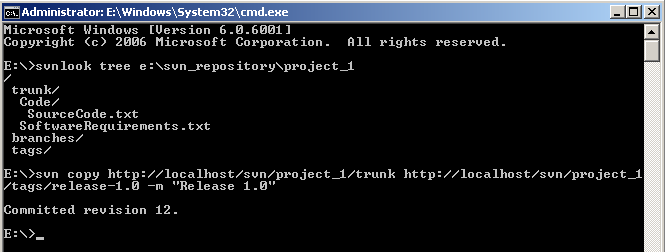 Administrator: E:\Windows\System32\cmd.exe
Microsoft Windows [Version 6.0.6001]
Copyright (c) 2006 Microsoft Corporation.  All rights reserved.
E:\>svnlook tree e:\svn_repository\project_1
/
 trunk/
  Code/
   SourceCode.txt
  SoftwareRequirements.txt
 branches/
 tags/
E:\>svn copy http://localhost/svn/project_1/trunk http://localhost/svn/project_1
/tags/release-1.0 -m "Release 1.0"
Committed revision 12.
E:\>_